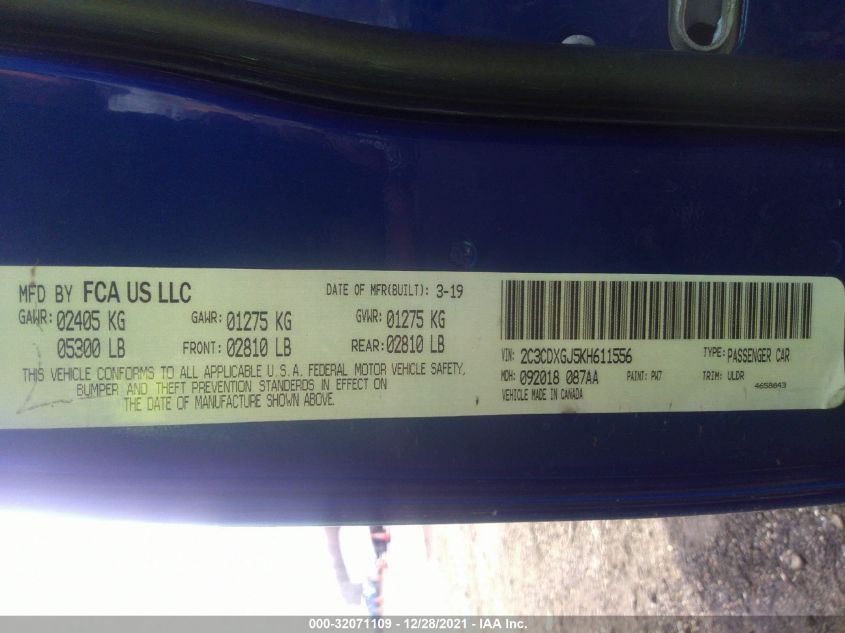 MFD BY FCA US LLC DATE OF MFR(BUILT): 3-19
GAWR: 02405 KG GAWR: 01275 KG GVWR: 01275 KG
05300 LB FRONT: 02810 LB REAR: 02810 LB
THIS VEHICLE CONFORMS TO ALL APPLICABLE U.S.A. FEDERAL MOTOR VEHICLE SAFETY,
BUMPER AND THEFT PREVENTION STANDARDS IN EFFECT ON
THE DATE OF MANUFACTURE SHOWN ABOVE.
VIN: 2C3CDXGJ5KH611556 TYPE: PASSENGER CAR
MDH: 092018 087AA PAINT: PW7 TRIM: ULDR
VEHICLE MADE IN CANADA 4658643
000-32071109 - 12/28/2021 - IAA Inc.